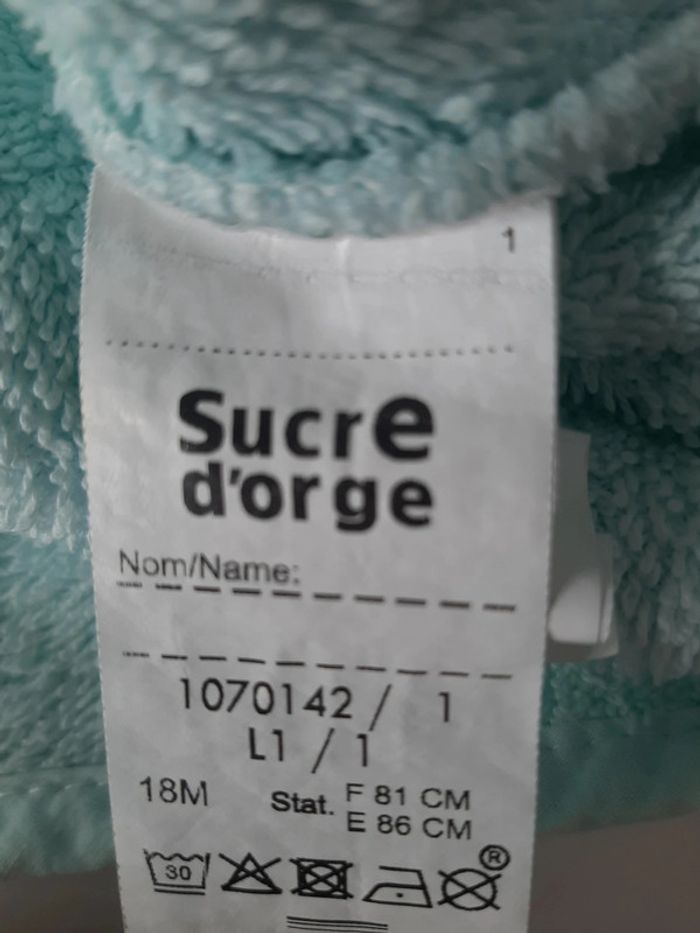 1
Sucre
d'orge
Nom/Name:
1070142 / 1
L1 / 1
18M Stat. F 81 CM
E 86 CM
30 ®